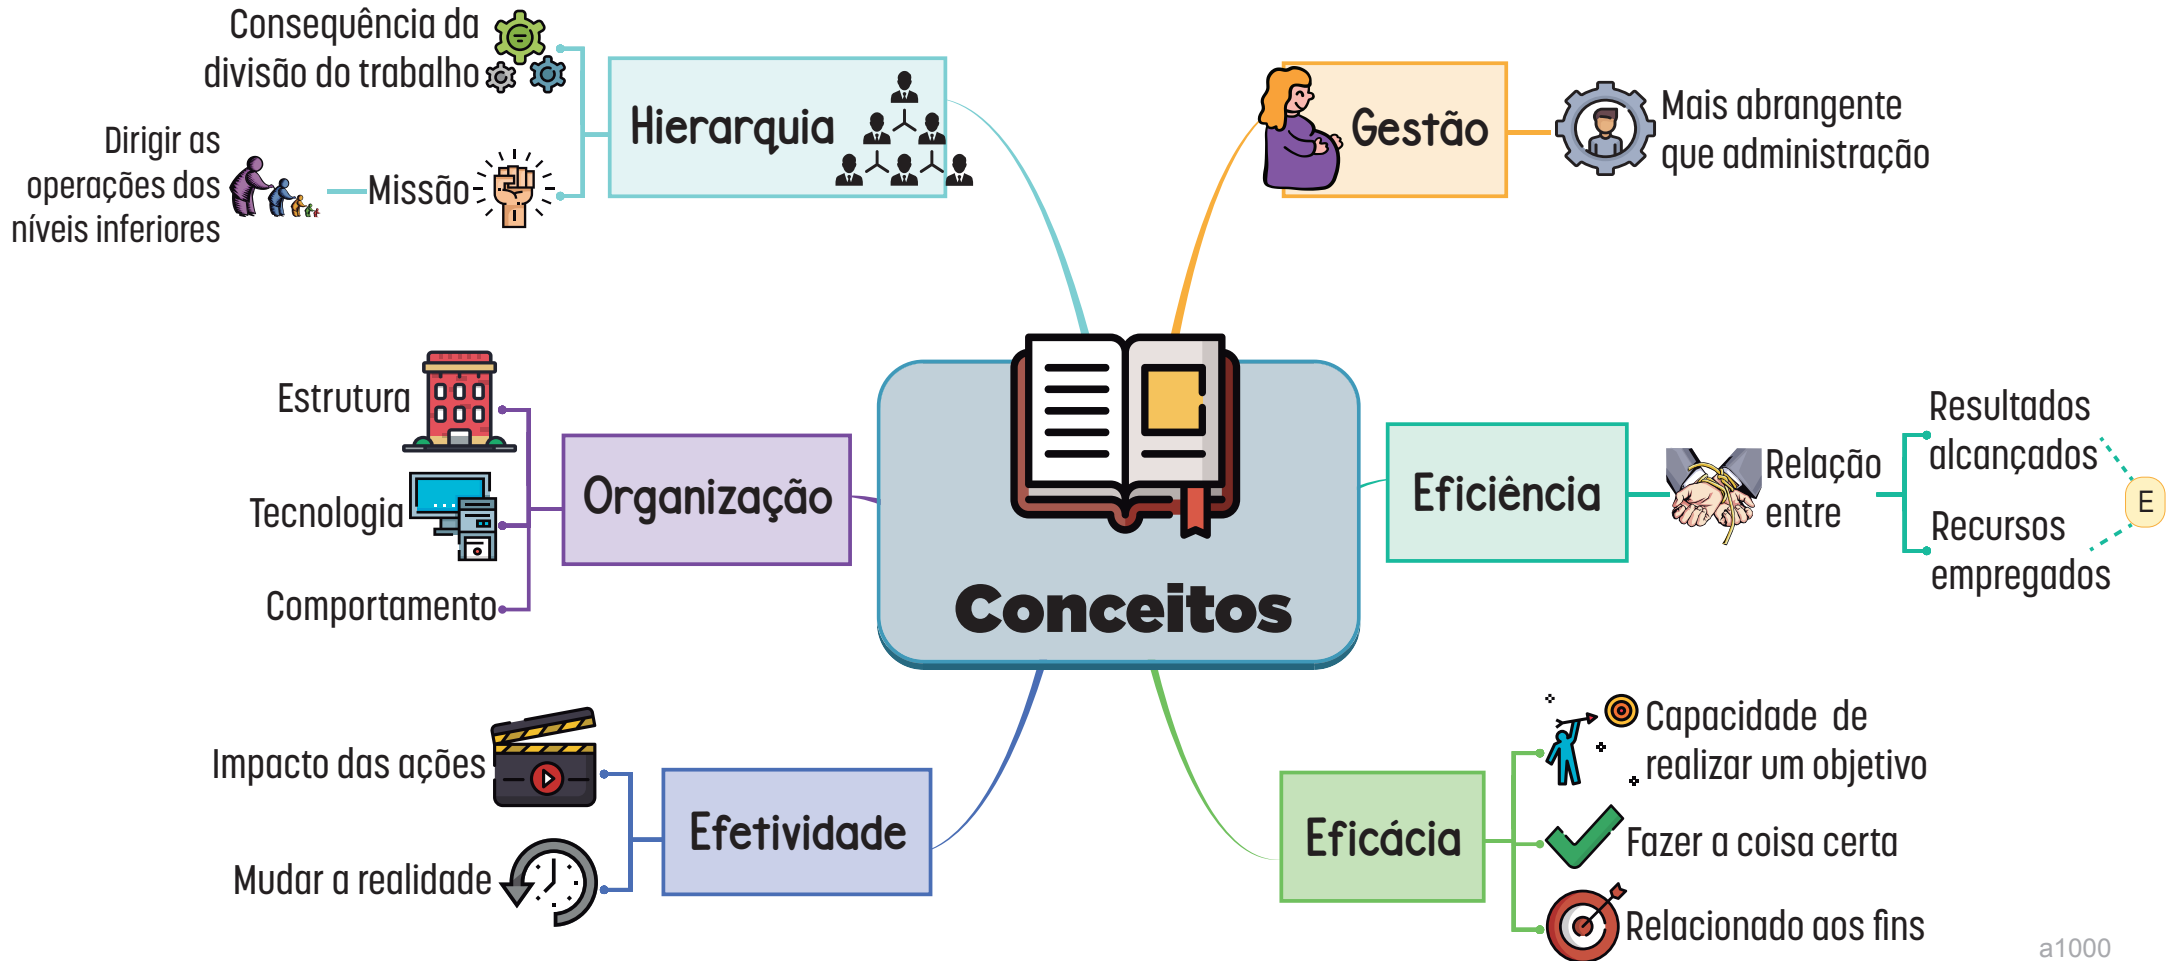 Consequência da
divisão do trabalho
Hierarquia
Dirigir as
operações dos
níveis inferiores
Missão
Gestão
Mais abrangente
que administração
Estrutura
Tecnologia
Comportamento
Organização
Conceitos
Eficiência
Relação
entre
Resultados
alcançados
Recursos
empregados
E
Impacto das ações
Mudar a realidade
Efetividade
Eficácia
Capacidade de
realizar um objetivo
Fazer a coisa certa
Relacionado aos fins
a1000